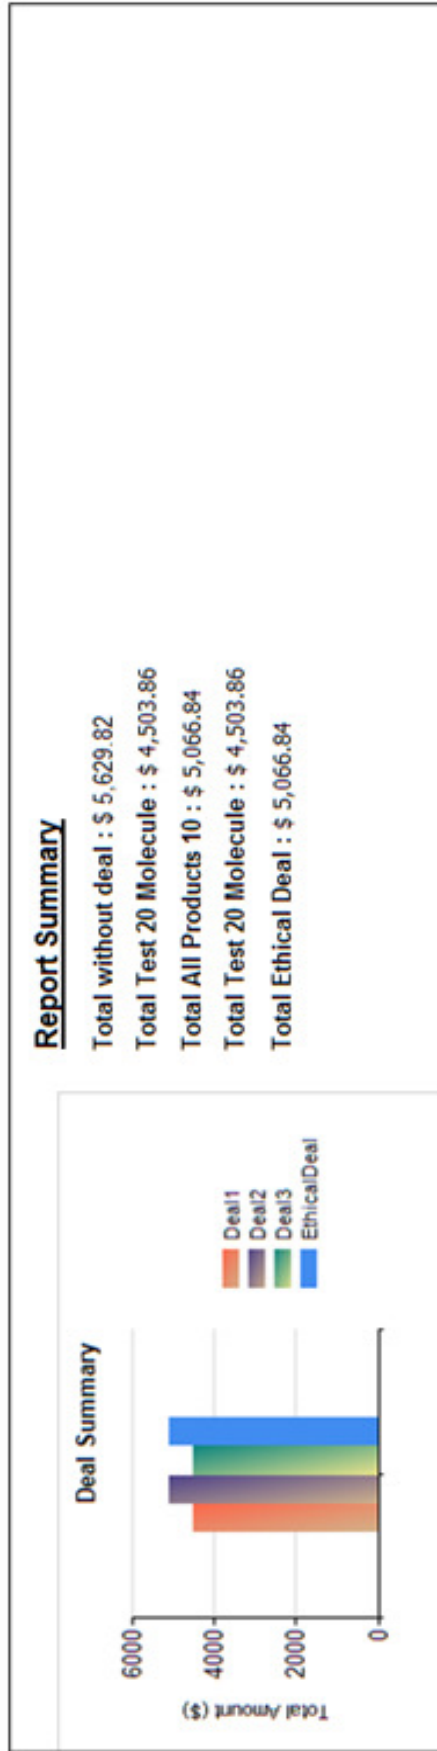 Deal Summary
Total Amount ($)
6000
4000
2000
0
Deal1
Deal2
Deal3
EthicalDeal
Report Summary
Total without deal : $ 5,629.82
Total Test 20 Molecule : $ 4,503.86
Total All Products 10 : $ 5,066.84
Total Test 20 Molecule : $ 4,503.86
Total Ethical Deal : $ 5,066.84